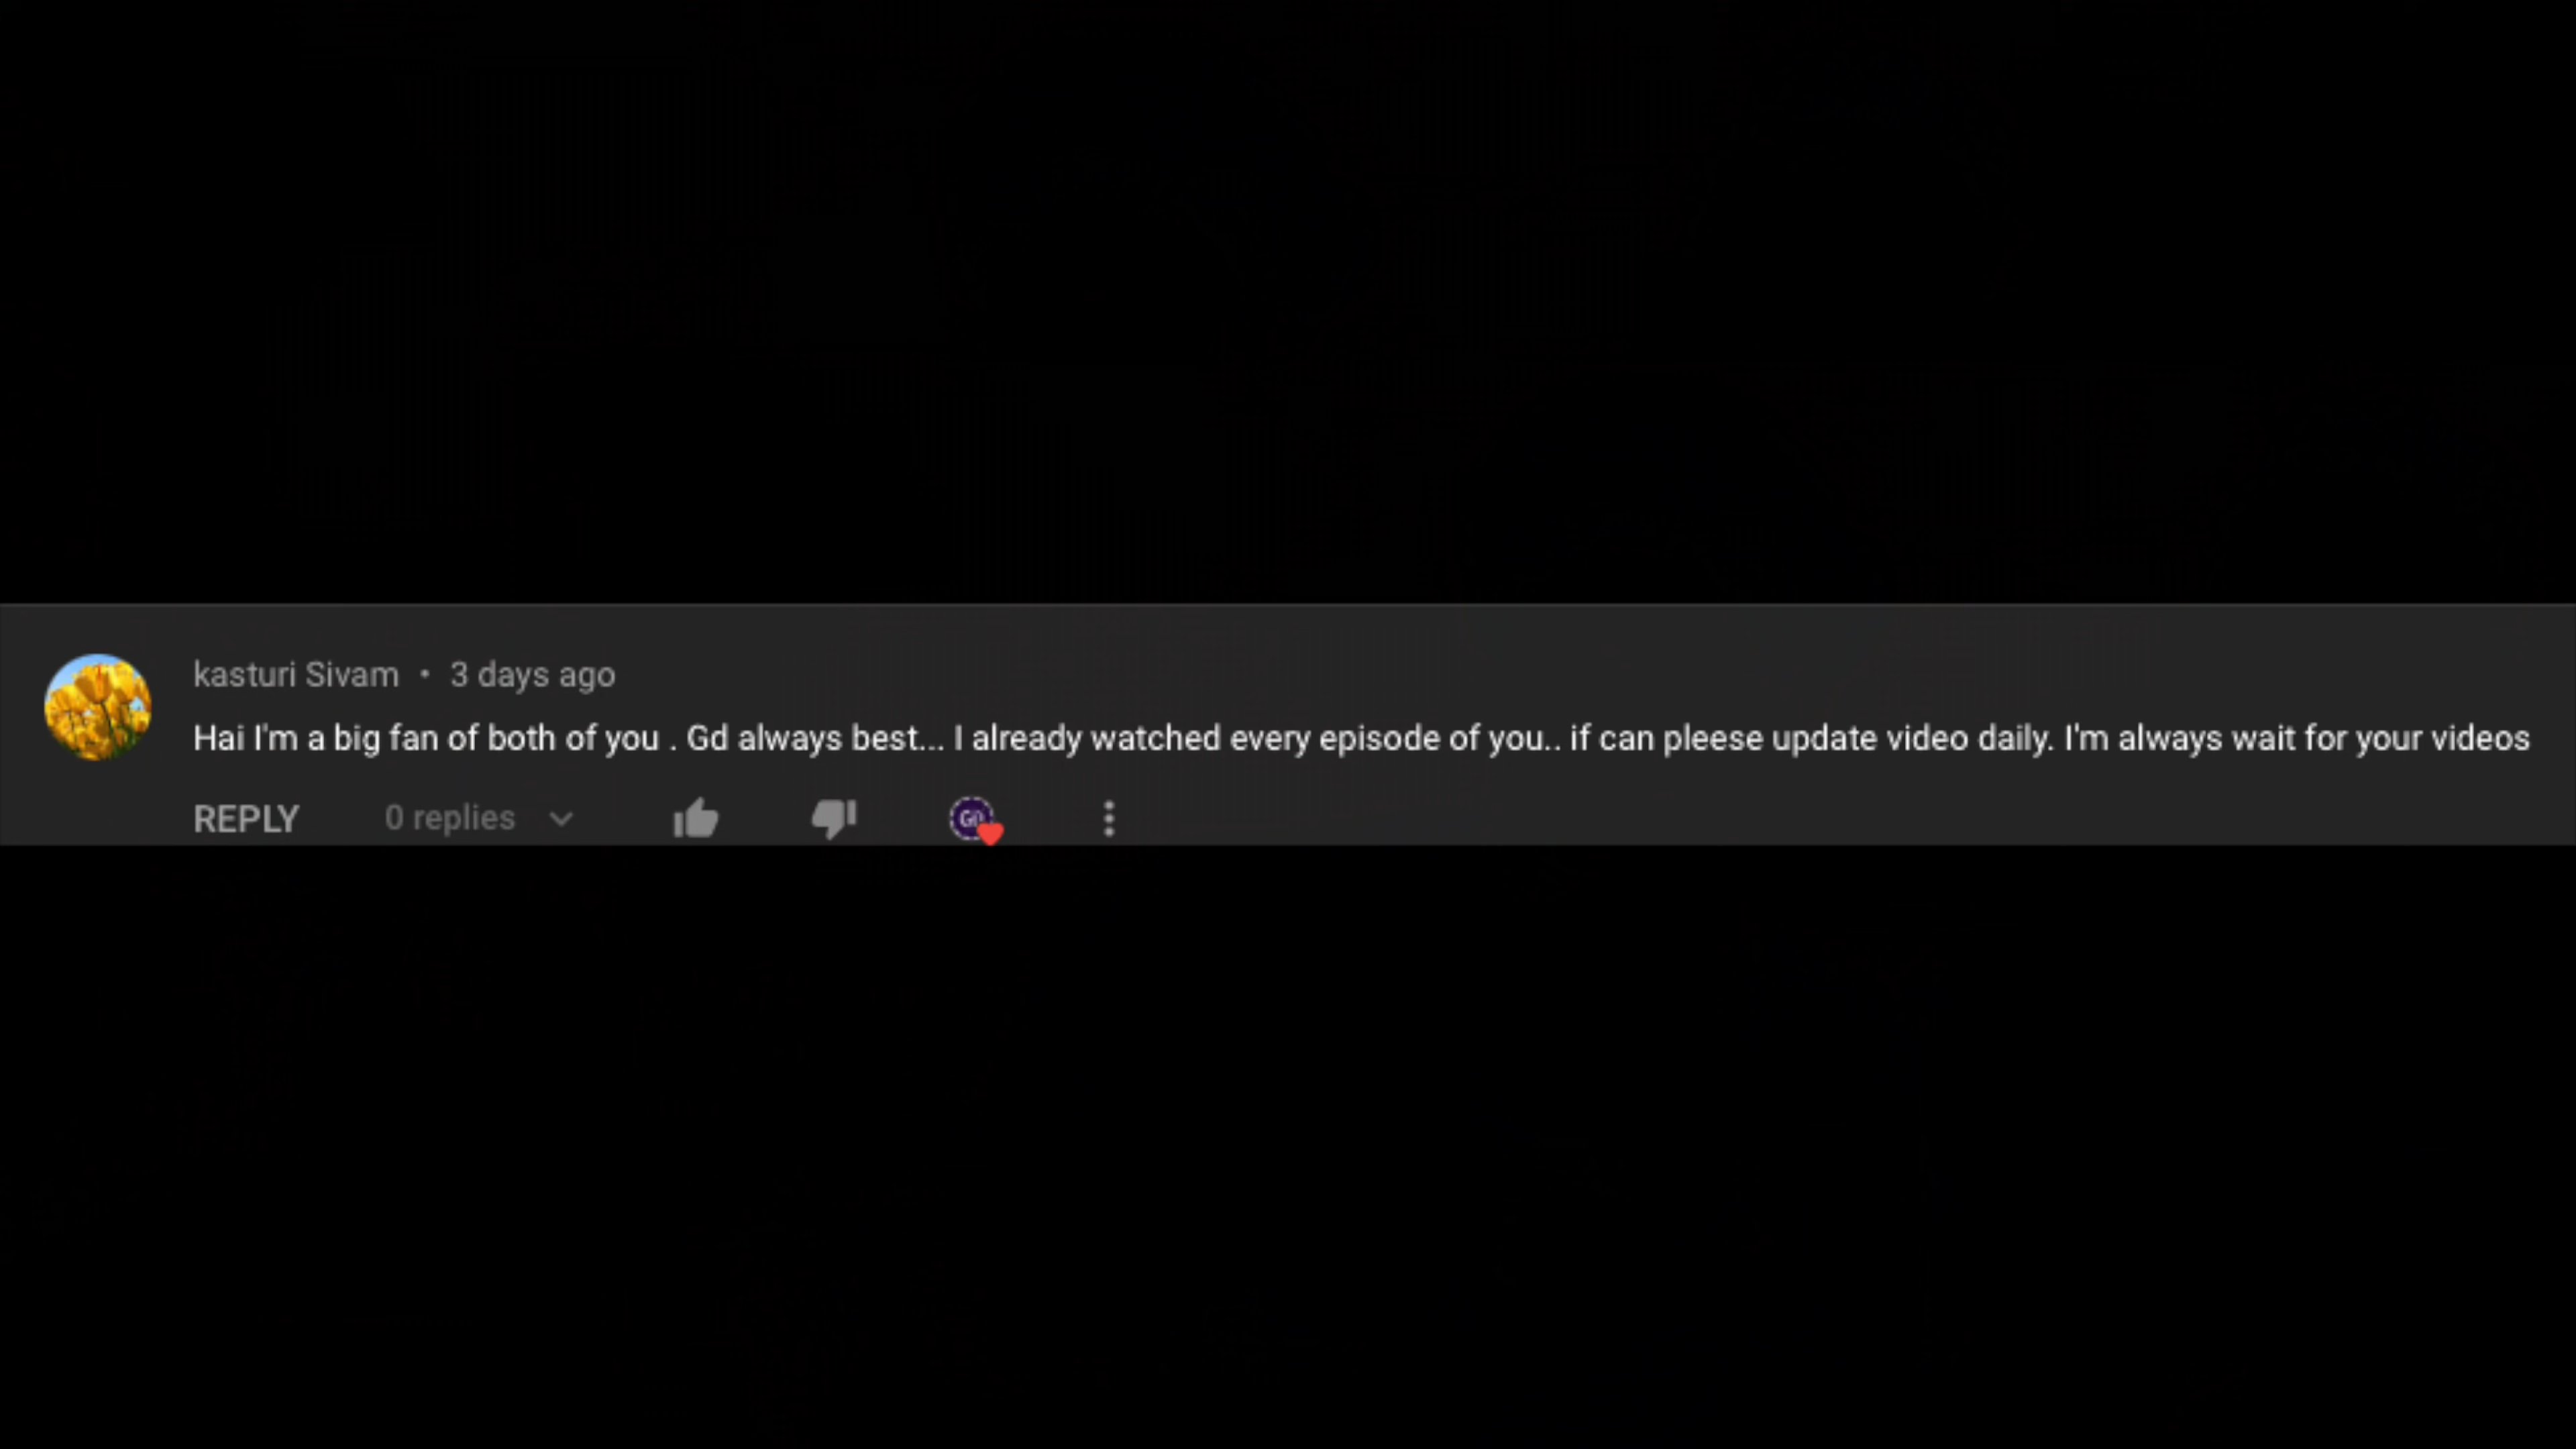 kasturi Sivam • 3 days ago
Hai I'm a big fan of both of you . Gd always best... I already watched every episode of you.. if can pleese update video daily. I'm always wait for your videos
REPLY 0 replies
GD